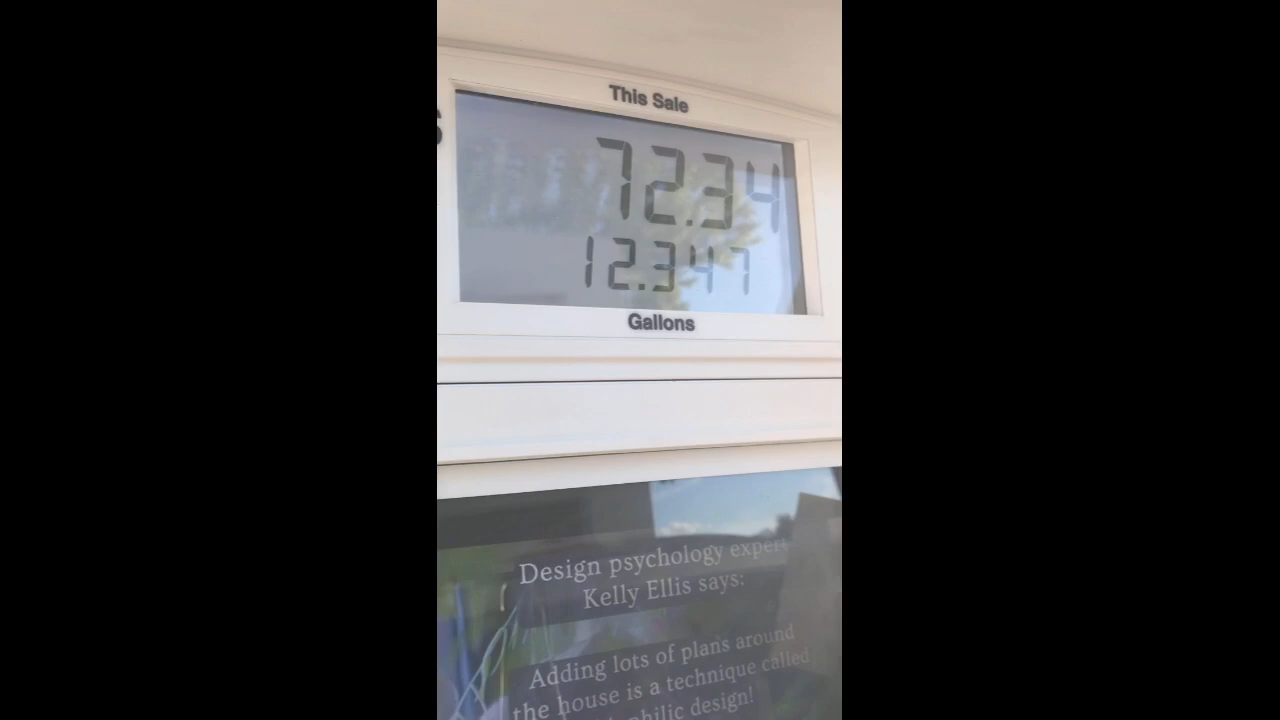 This Sale
72.34
12.347
Gallons
Design psychology expert
Kelly Ellis says:
Adding lots of plans around
the house is a technique called
design!